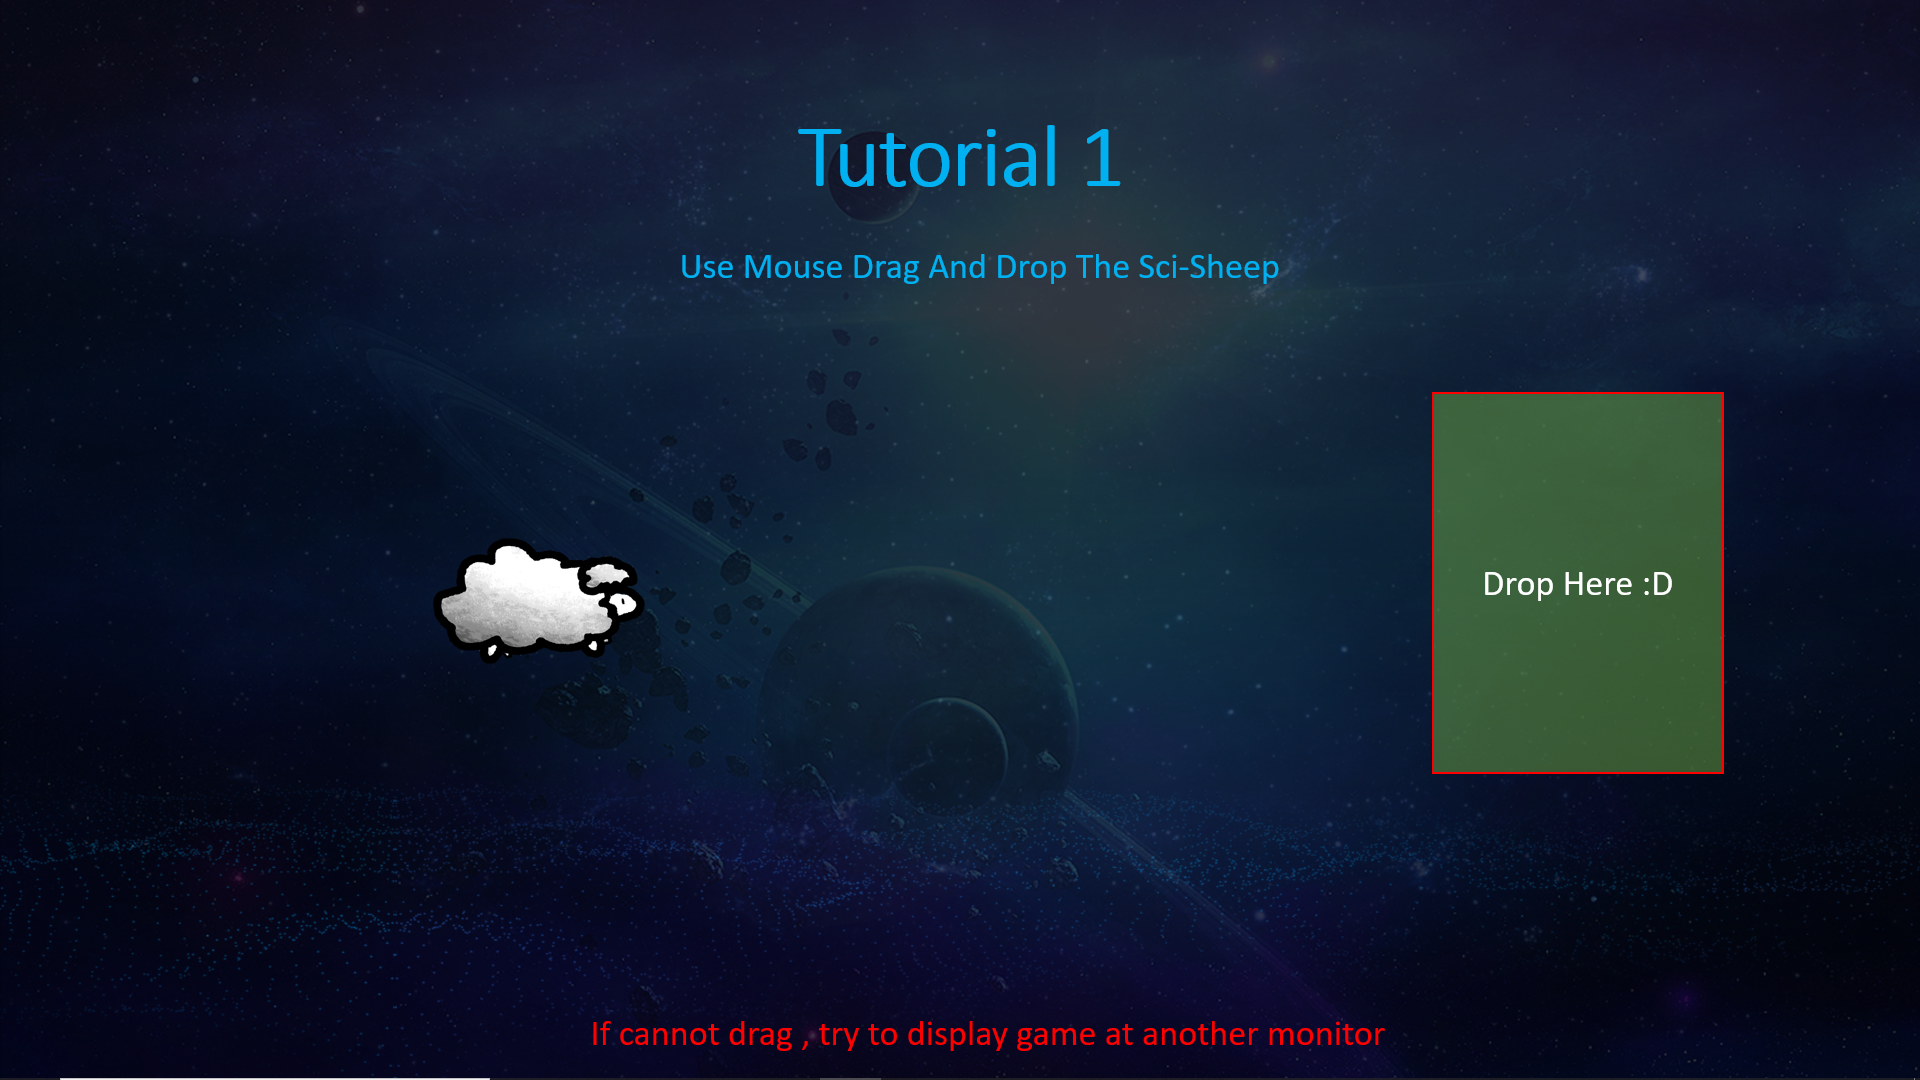 Tutorial 1
Use Mouse Drag And Drop The Sci-Sheep
Drop Here :D
If cannot drag , try to display game at another monitor